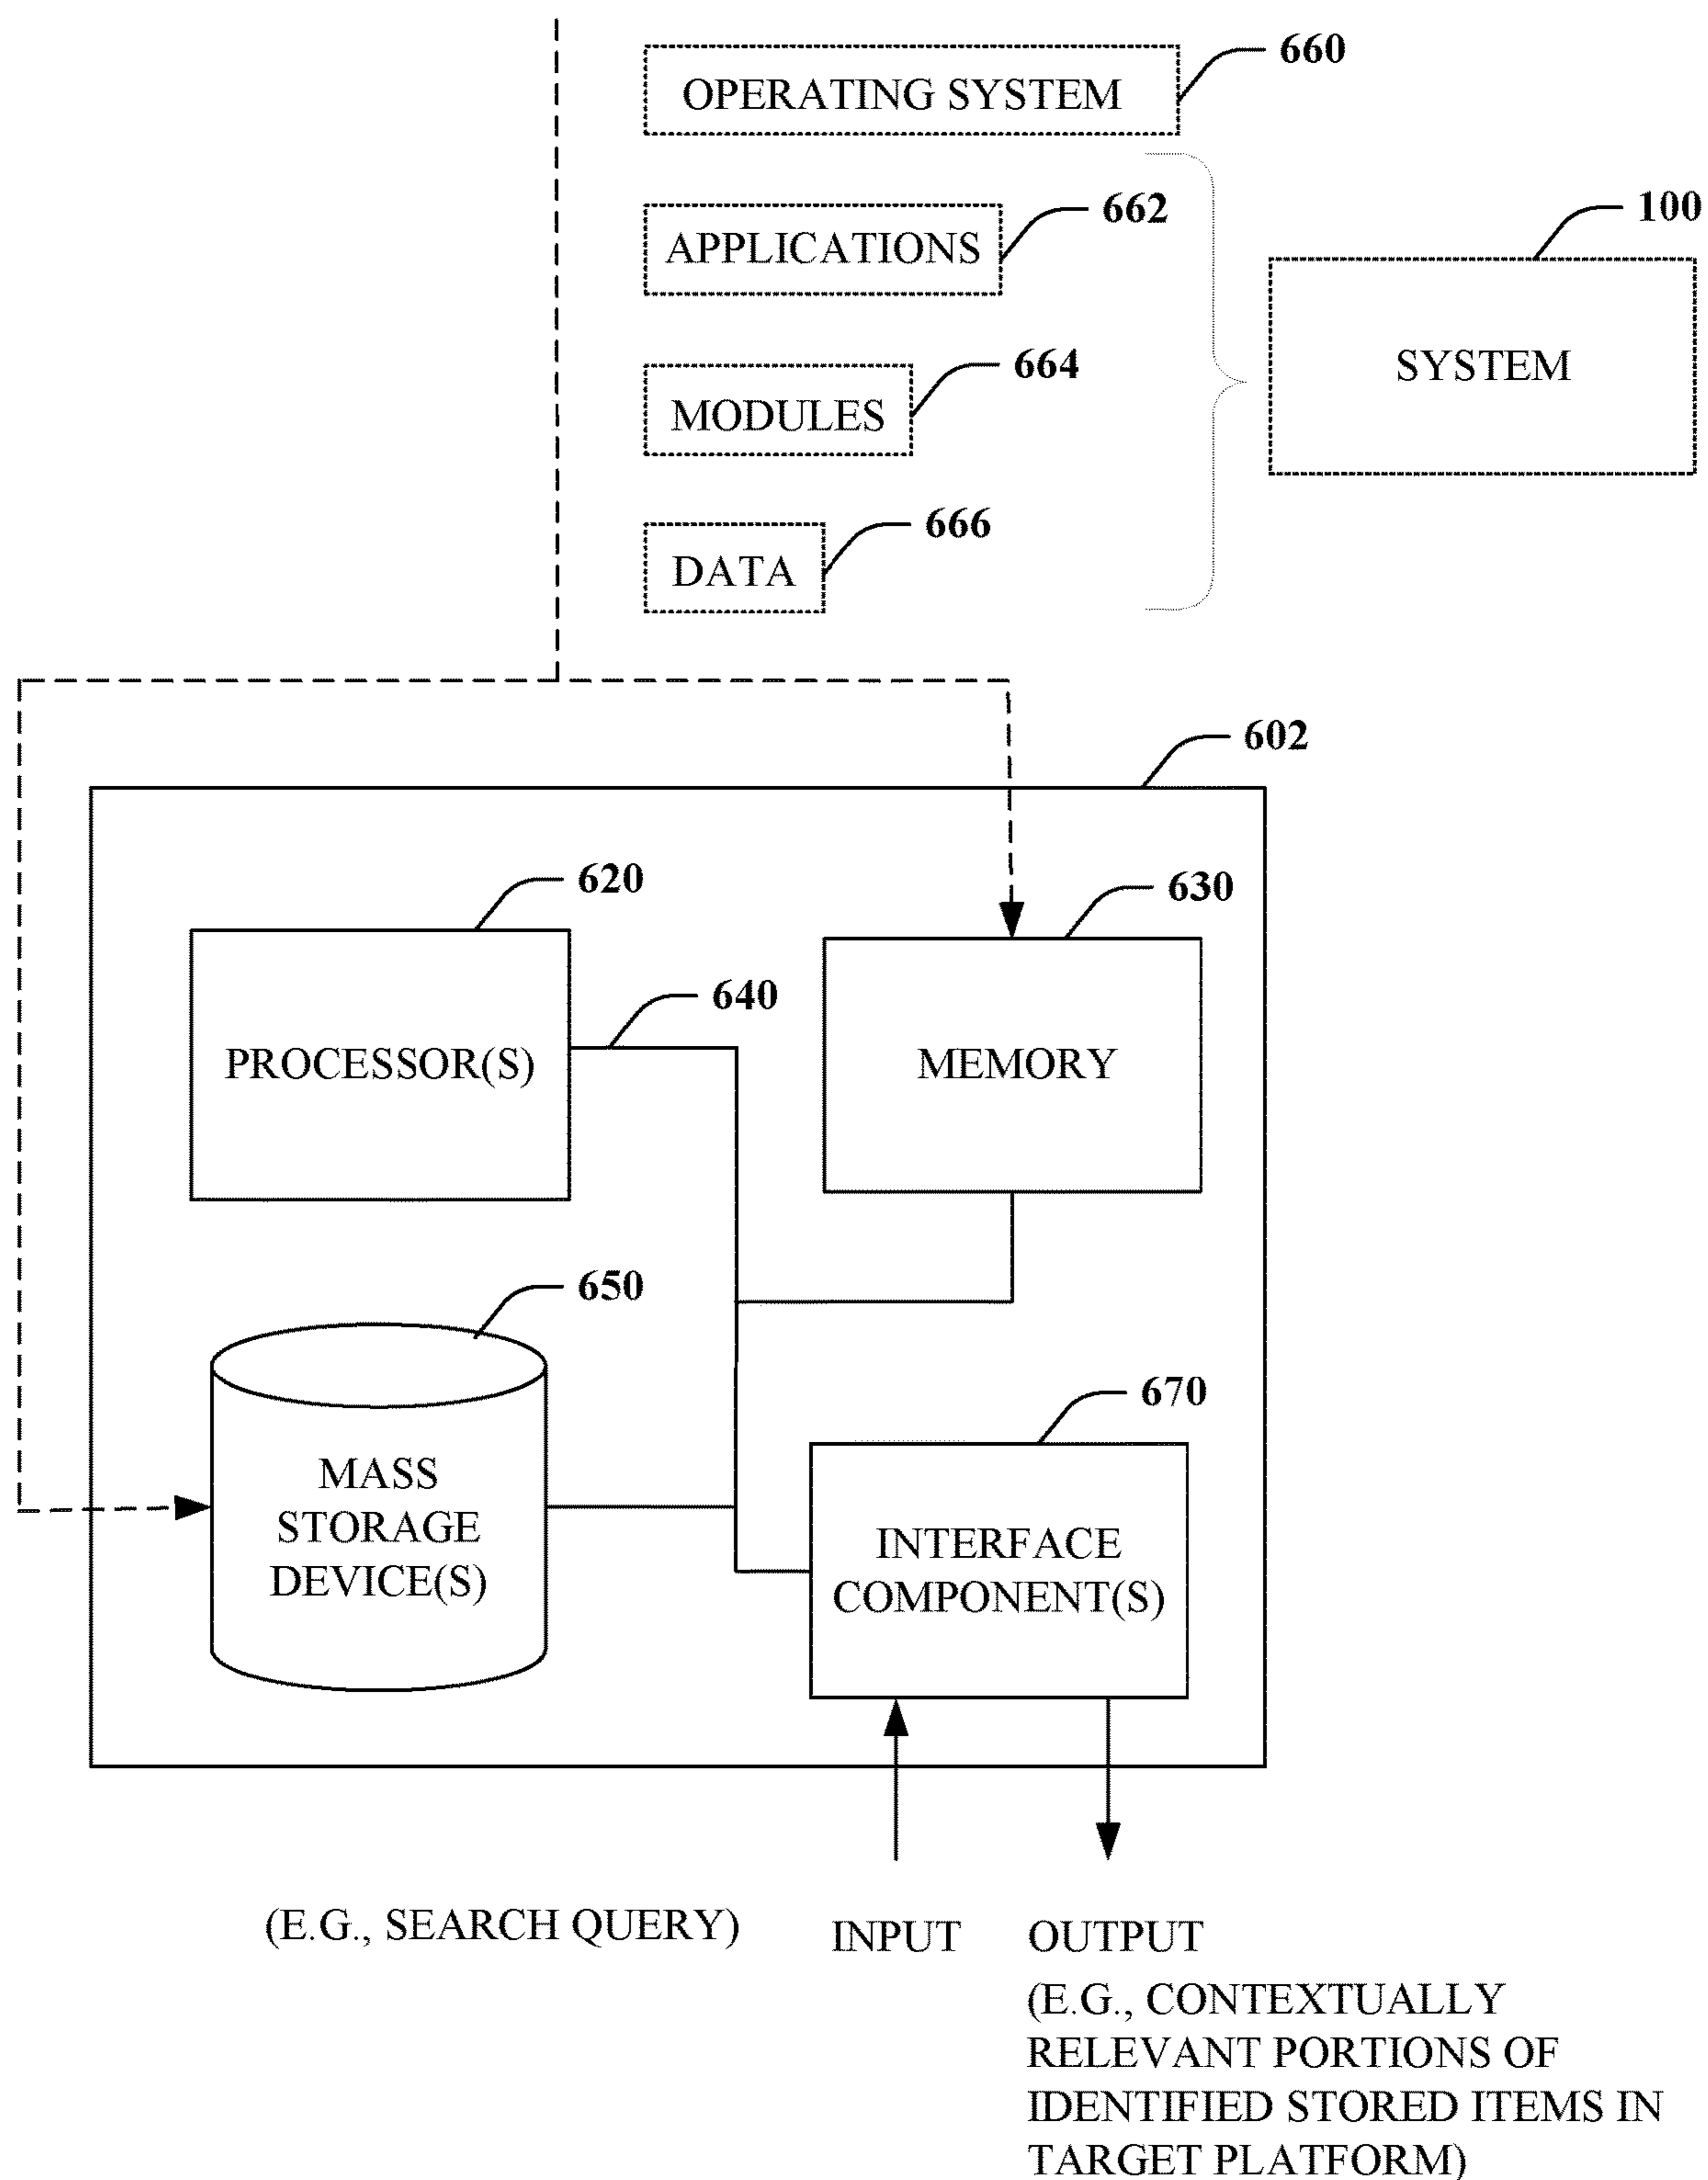 660
OPERATING SYSTEM
662
100
APPLICATIONS
SYSTEM
664
MODULES
666
DATA
602
620
630
640
PROCESSOR(S)
MEMORY
650
670
MASS
STORAGE
DEVICE(S)
INTERFACE
COMPONENT(S)
(E.G., SEARCH QUERY)
INPUT
OUTPUT
(E.G., CONTEXTUALLY
RELEVANT PORTIONS OF
IDENTIFIED STORED ITEMS IN
TARGET PLATFORM)